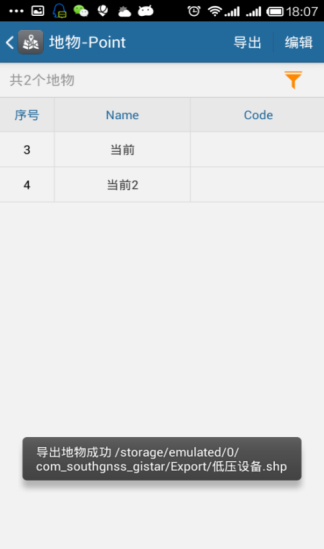 18:07
地物-Point 导出 编辑
共2个地物
序号 Name Code
3 当前
4 当前2
导出地物成功 /storage/emulated/0/
com_southgnss_gistar/Export/低压设备.shp